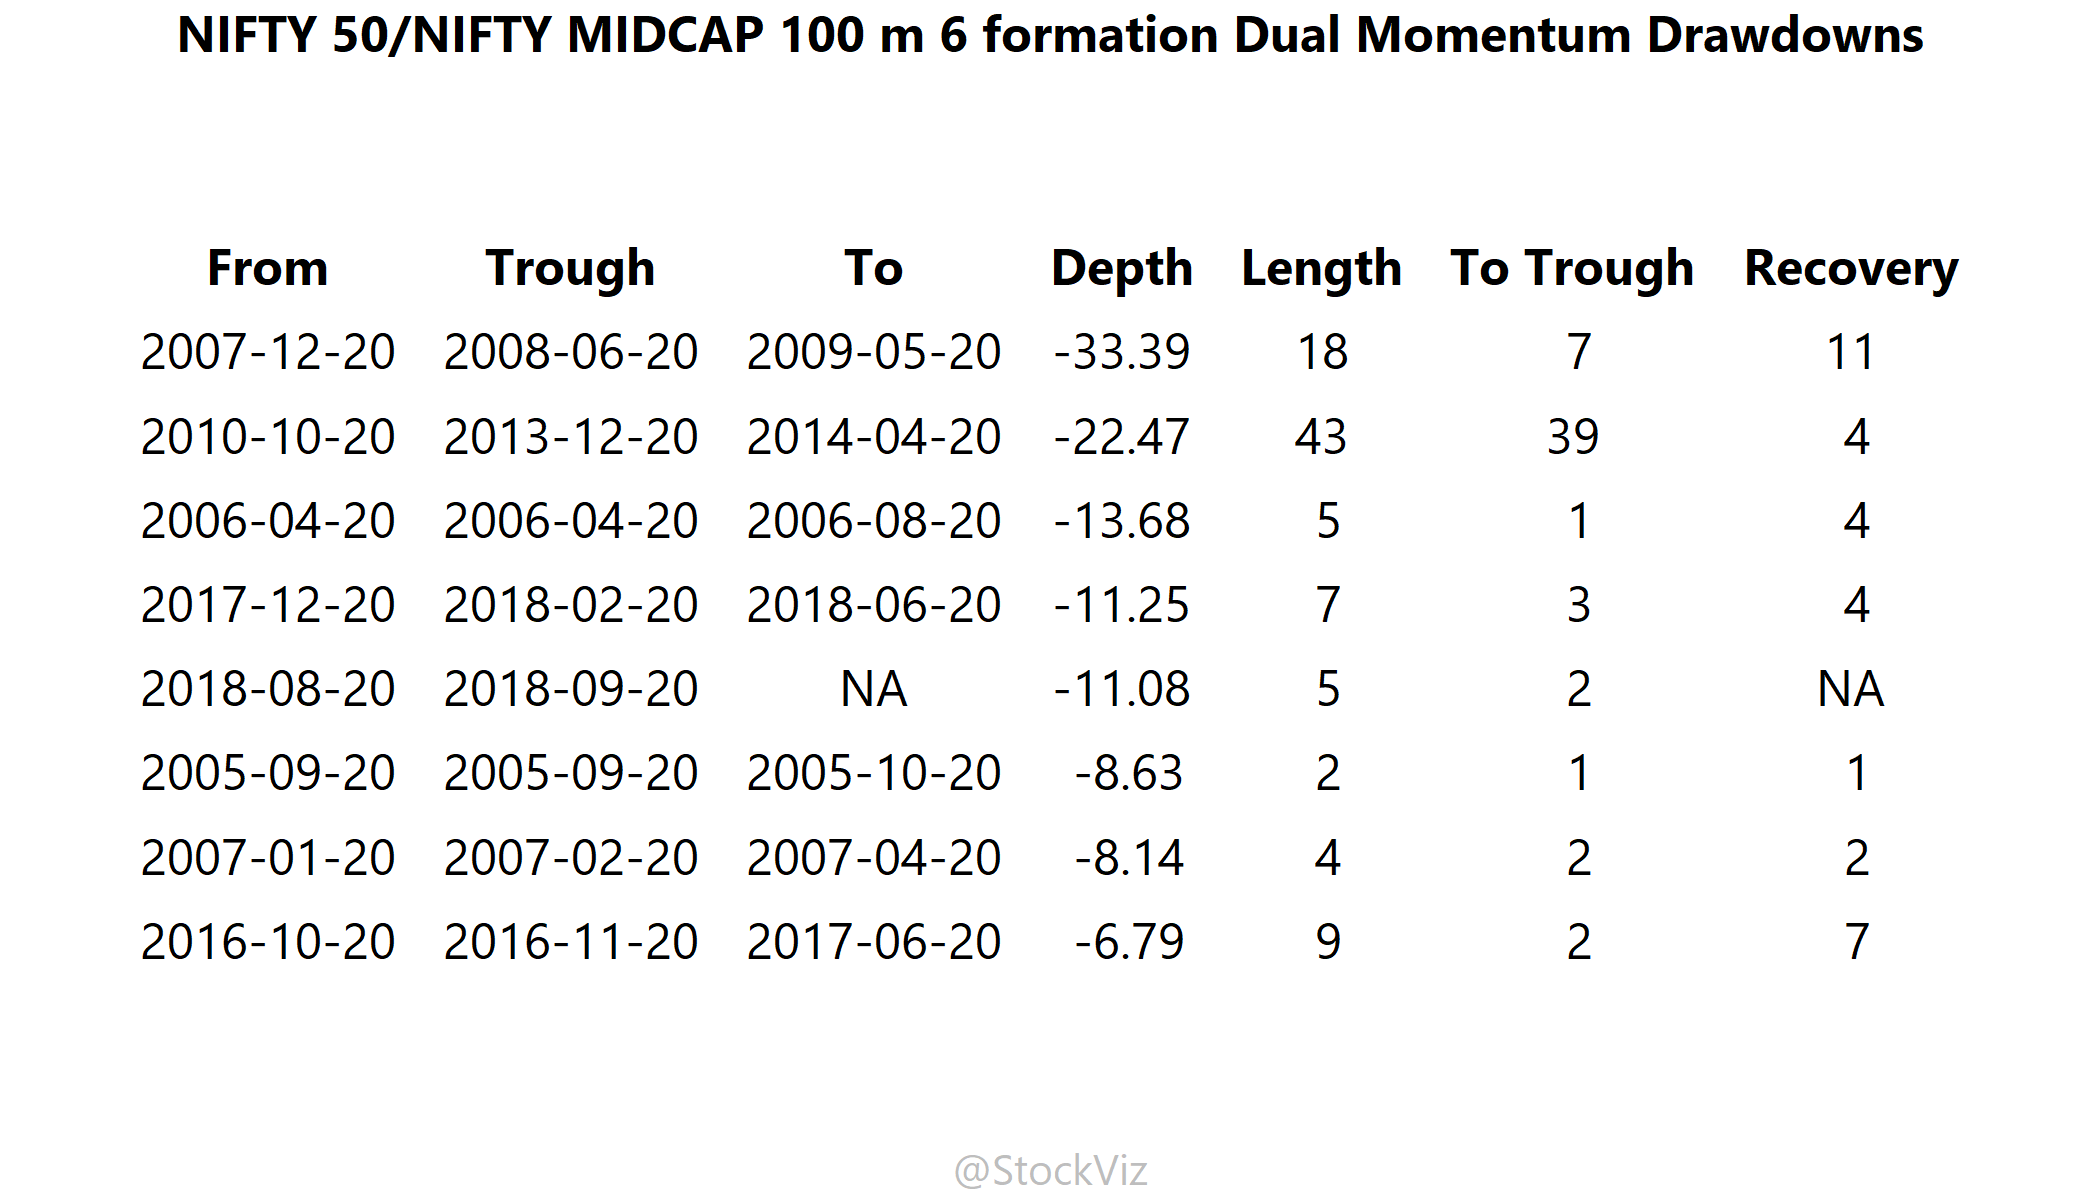 NIFTY 50/NIFTY MIDCAP 100 m 6 formation Dual Momentum Drawdowns
From Trough To Depth Length To Trough Recovery
2007-12-20 2008-06-20 2009-05-20 -33.39 18 7 11
2010-10-20 2013-12-20 2014-04-20 -22.47 43 39 4
2006-04-20 2006-04-20 2006-08-20 -13.68 5 1 4
2017-12-20 2018-02-20 2018-06-20 -11.25 7 3 4
2018-08-20 2018-09-20 NA -11.08 5 2 NA
2005-09-20 2005-09-20 2005-10-20 -8.63 2 1 1
2007-01-20 2007-02-20 2007-04-20 -8.14 4 2 2
2016-10-20 2016-11-20 2017-06-20 -6.79 9 2 7
@StockViz